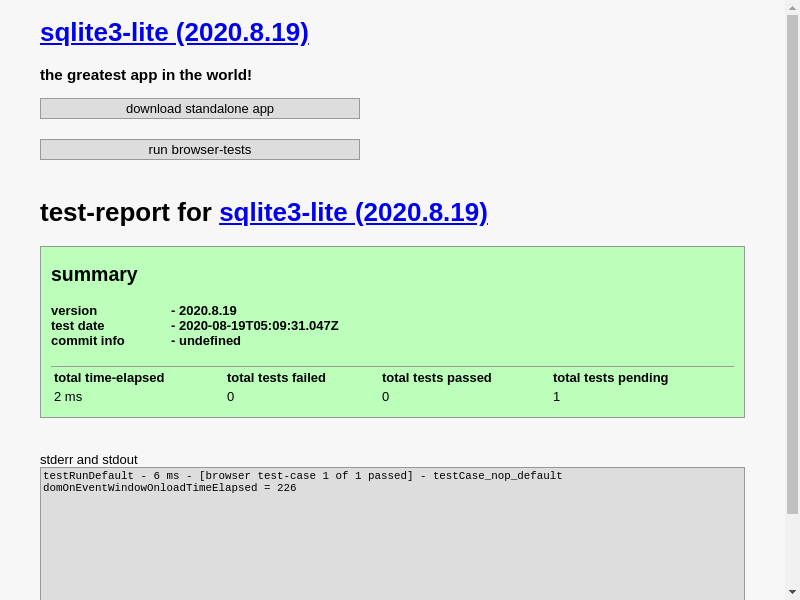 sqlite3-lite (2020.8.19)
the greatest app in the world!
download standalone app
run browser-tests
test-report for sqlite3-lite (2020.8.19)
summary
version - 2020.8.19
test date - 2020-08-19T05:09:31.047Z
commit info - undefined
total time-elapsed total tests failed total tests passed total tests pending
2 ms 0 0 1
stderr and stdout
testRunDefault - 6 ms - [browser test-case 1 of 1 passed] - testCase_nop_default
domOnEventWindowOnloadTimeElapsed = 226